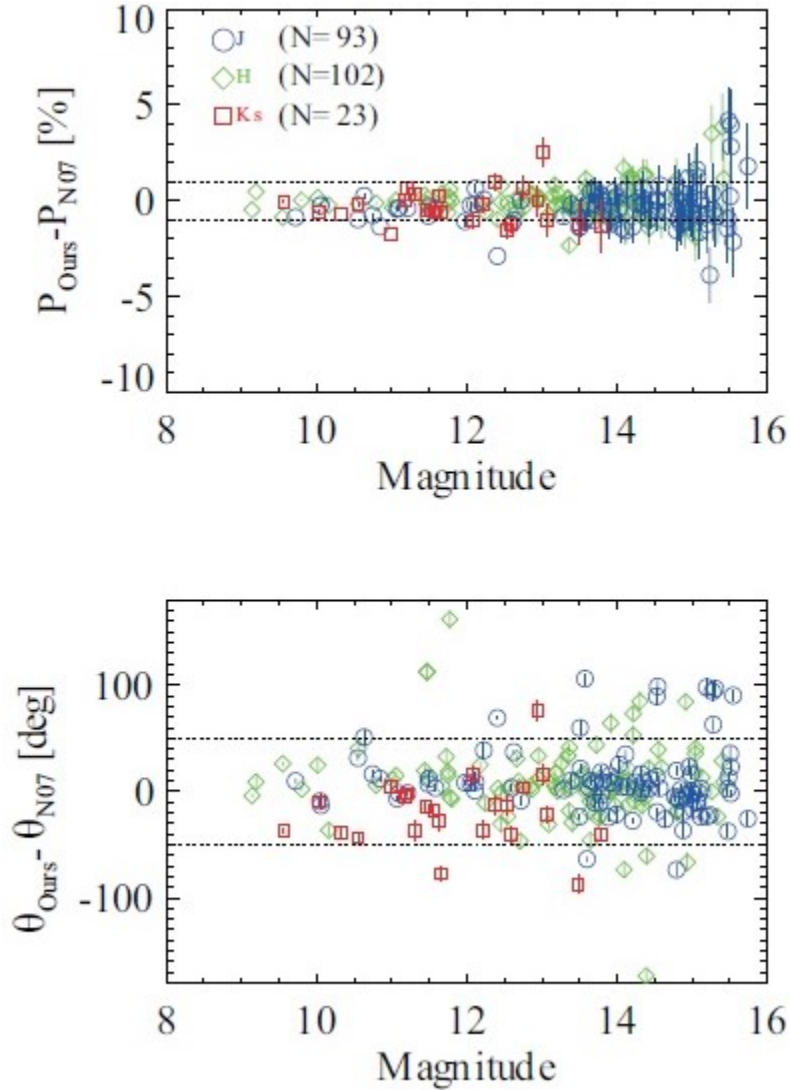 10
5
0
-5
-10
P_Ours-P_N07 [%]
J (N= 93)
H (N=102)
Ks (N= 23)
8 10 12 14 16
Magnitude
100
0
-100
θ_Ours- θ_N07 [deg]
8 10 12 14 16
Magnitude